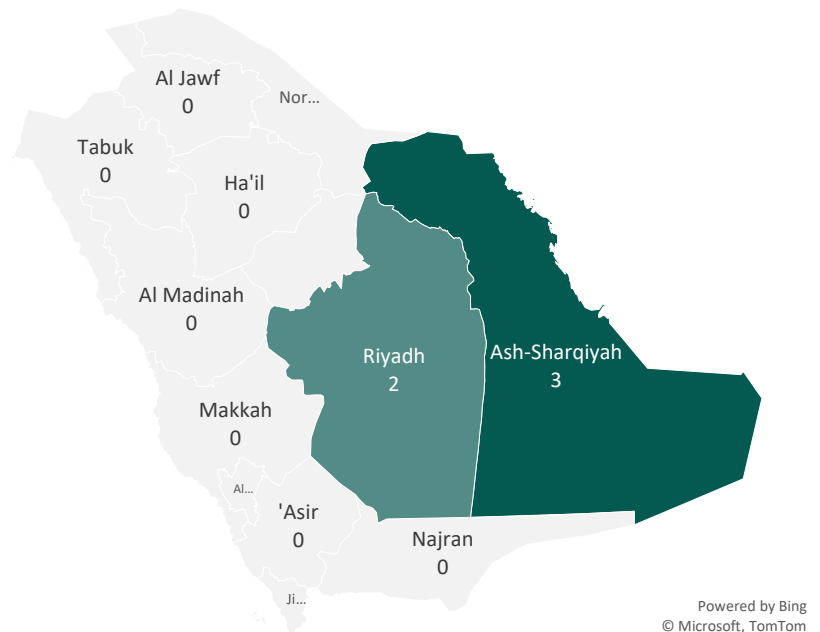 Al Jawf
0
Nor...
Tabuk
0
Ha'il
0
Al Madinah
0
Riyadh
2
Ash-Sharqiyah
3
Makkah
0
Al...
'Asir
0
Najran
0
Ji...
Powered by Bing
© Microsoft, TomTom